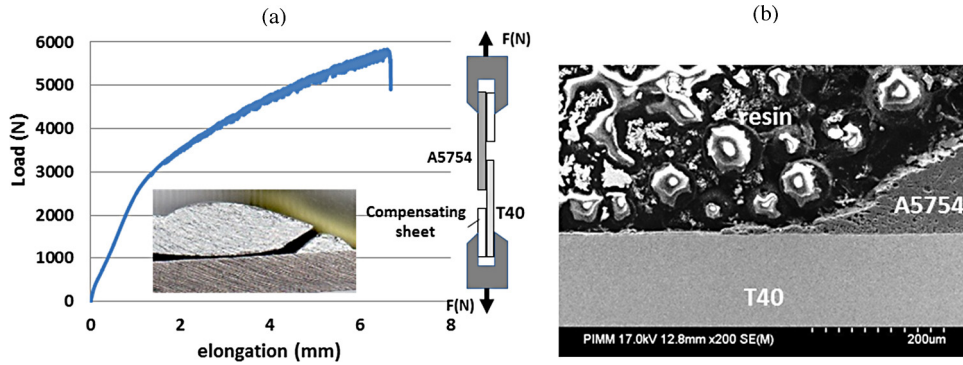 (a)
6000
5000
4000
3000
2000
1000
0
Load (N)
0 2 4 6 8
elongation (mm)
F(N)
A5754
Compensating
sheet
T40
F(N)
(b)
resin
A5754
T40
PIMM 17.0kV 12.8mm x200 SE(M)
200um